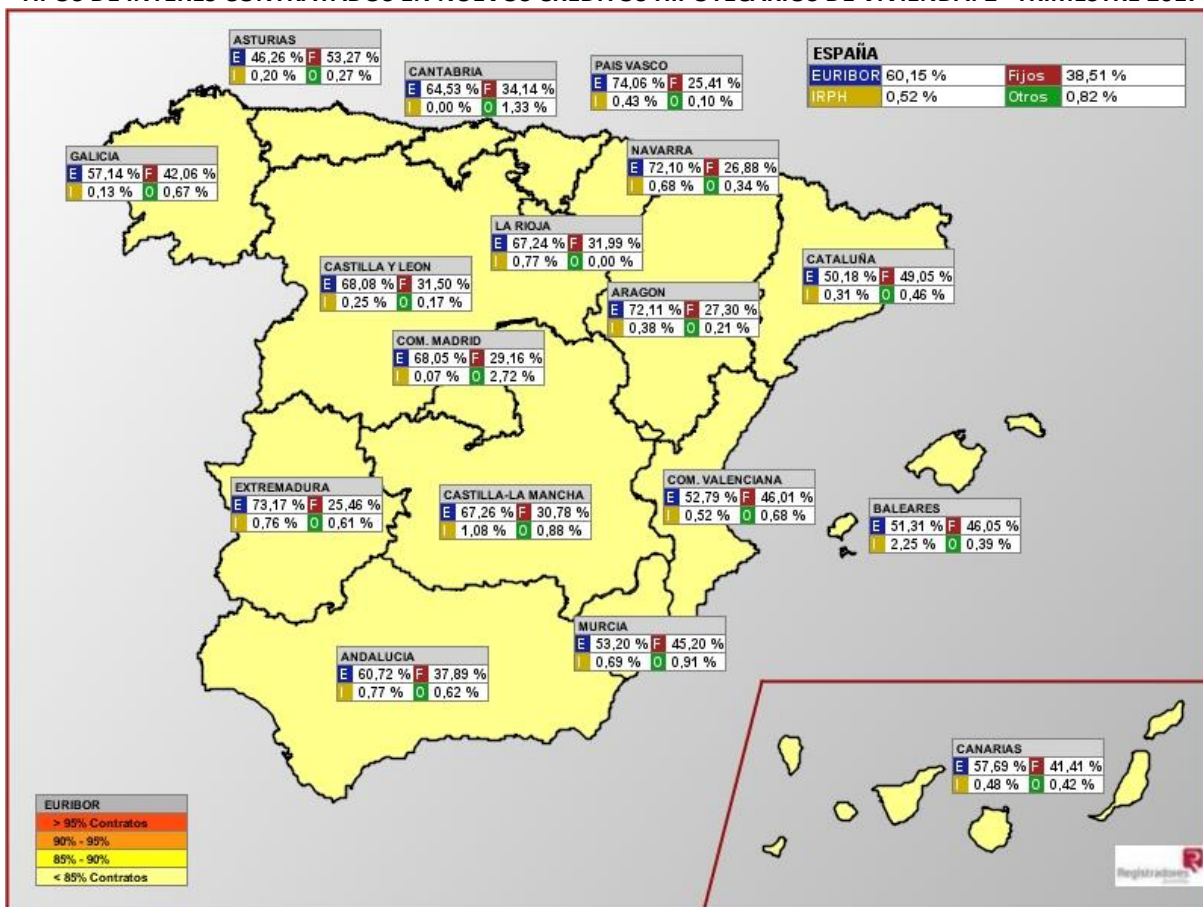 ASTURIAS
E 46,26 % F 53,27 %
I 0,20 % O 0,27 %
CANTABRIA
E 64,53 % F 34,14 %
I 0,00 % O 1,33 %
PAIS VASCO
E 74,06 % F 25,41 %
I 0,43 % O 0,10 %
ESPAÑA
EURIBOR 60,15 % Fijos 38,51 %
IRPH 0,52 % Otros 0,82 %
GALICIA
E 57,14 % F 42,06 %
I 0,13 % O 0,67 %
NAVARRA
E 72,10 % F 26,88 %
I 0,68 % O 0,34 %
LA RIOJA
E 67,24 % F 31,99 %
I 0,77 % O 0,00 %
CASTILLA Y LEON
E 68,08 % F 31,50 %
I 0,25 % O 0,17 %
CATALUÑA
E 50,18 % F 49,05 %
I 0,31 % O 0,46 %
ARAGON
E 72,11 % F 27,30 %
I 0,38 % O 0,21 %
COM. MADRID
E 68,05 % F 29,16 %
I 0,07 % O 2,72 %
EXTREMADURA
E 73,17 % F 25,46 %
I 0,76 % O 0,61 %
CASTILLA-LA MANCHA
E 67,26 % F 30,78 %
I 1,08 % O 0,88 %
COM. VALENCIANA
E 52,79 % F 46,01 %
I 0,52 % O 0,68 %
BALEARES
E 51,31 % F 46,05 %
I 2,25 % O 0,39 %
MURCIA
E 53,20 % F 45,20 %
I 0,69 % O 0,91 %
ANDALUCIA
E 60,72 % F 37,89 %
I 0,77 % O 0,62 %
CANARIAS
E 57,69 % F 41,41 %
I 0,48 % O 0,42 %
EURIBOR
> 95% Contratos
90% - 95%
85% - 90%
< 85% Contratos
Registradores